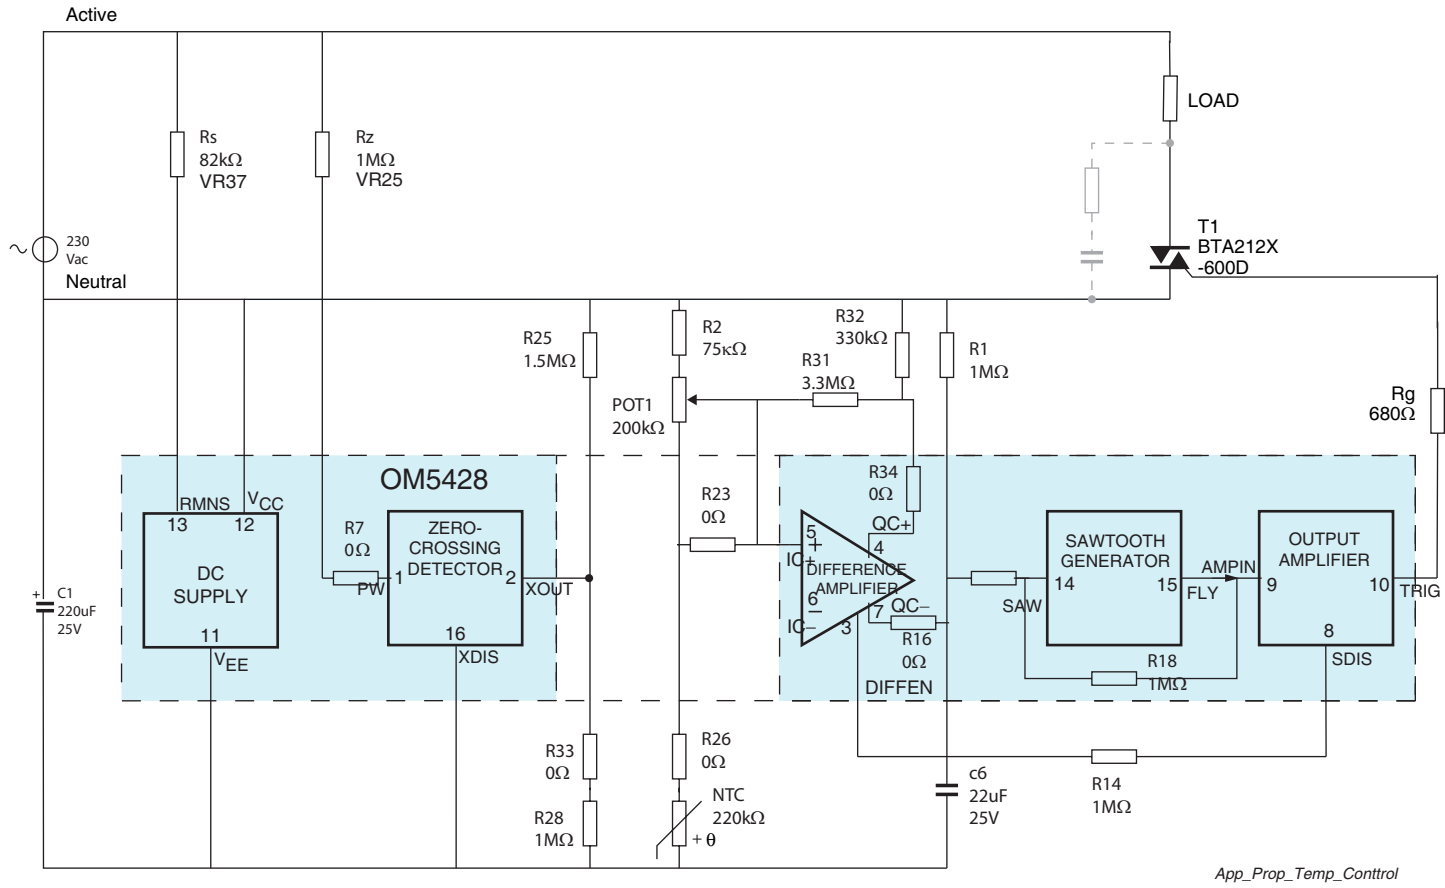 Active
LOAD
Rs
82kΩ
VR37
Rz
1MΩ
VR25
230
Vac
Neutral
T1
BTA212X
-600D
R25
1.5MΩ
R2
75κΩ
R32
330kΩ
R31
3.3MΩ
R1
1MΩ
POT1
200kΩ
Rg
680Ω
OM5428
RMNS
VCC
13
12
DC
SUPPLY
11
VEE
R7
0Ω
PW
1
ZERO-
CROSSING
DETECTOR
2
XOUT
16
XDIS
R23
0Ω
R34
0Ω
QC+
5
+
4
IC+
DIFFERENCE
AMPLIFIER
6
−
IC−
7
QC−
3
R16
0Ω
DIFFEN
SAW
SAWTOOTH
GENERATOR
14
15
AMPIN
FLY
R18
1MΩ
OUTPUT
AMPLIFIER
9
10
TRIG
8
SDIS
+
C1
220uF
25V
R33
0Ω
R28
1MΩ
R26
0Ω
NTC
220kΩ
+ θ
c6
22uF
25V
R14
1MΩ
App_Prop_Temp_Conttrol